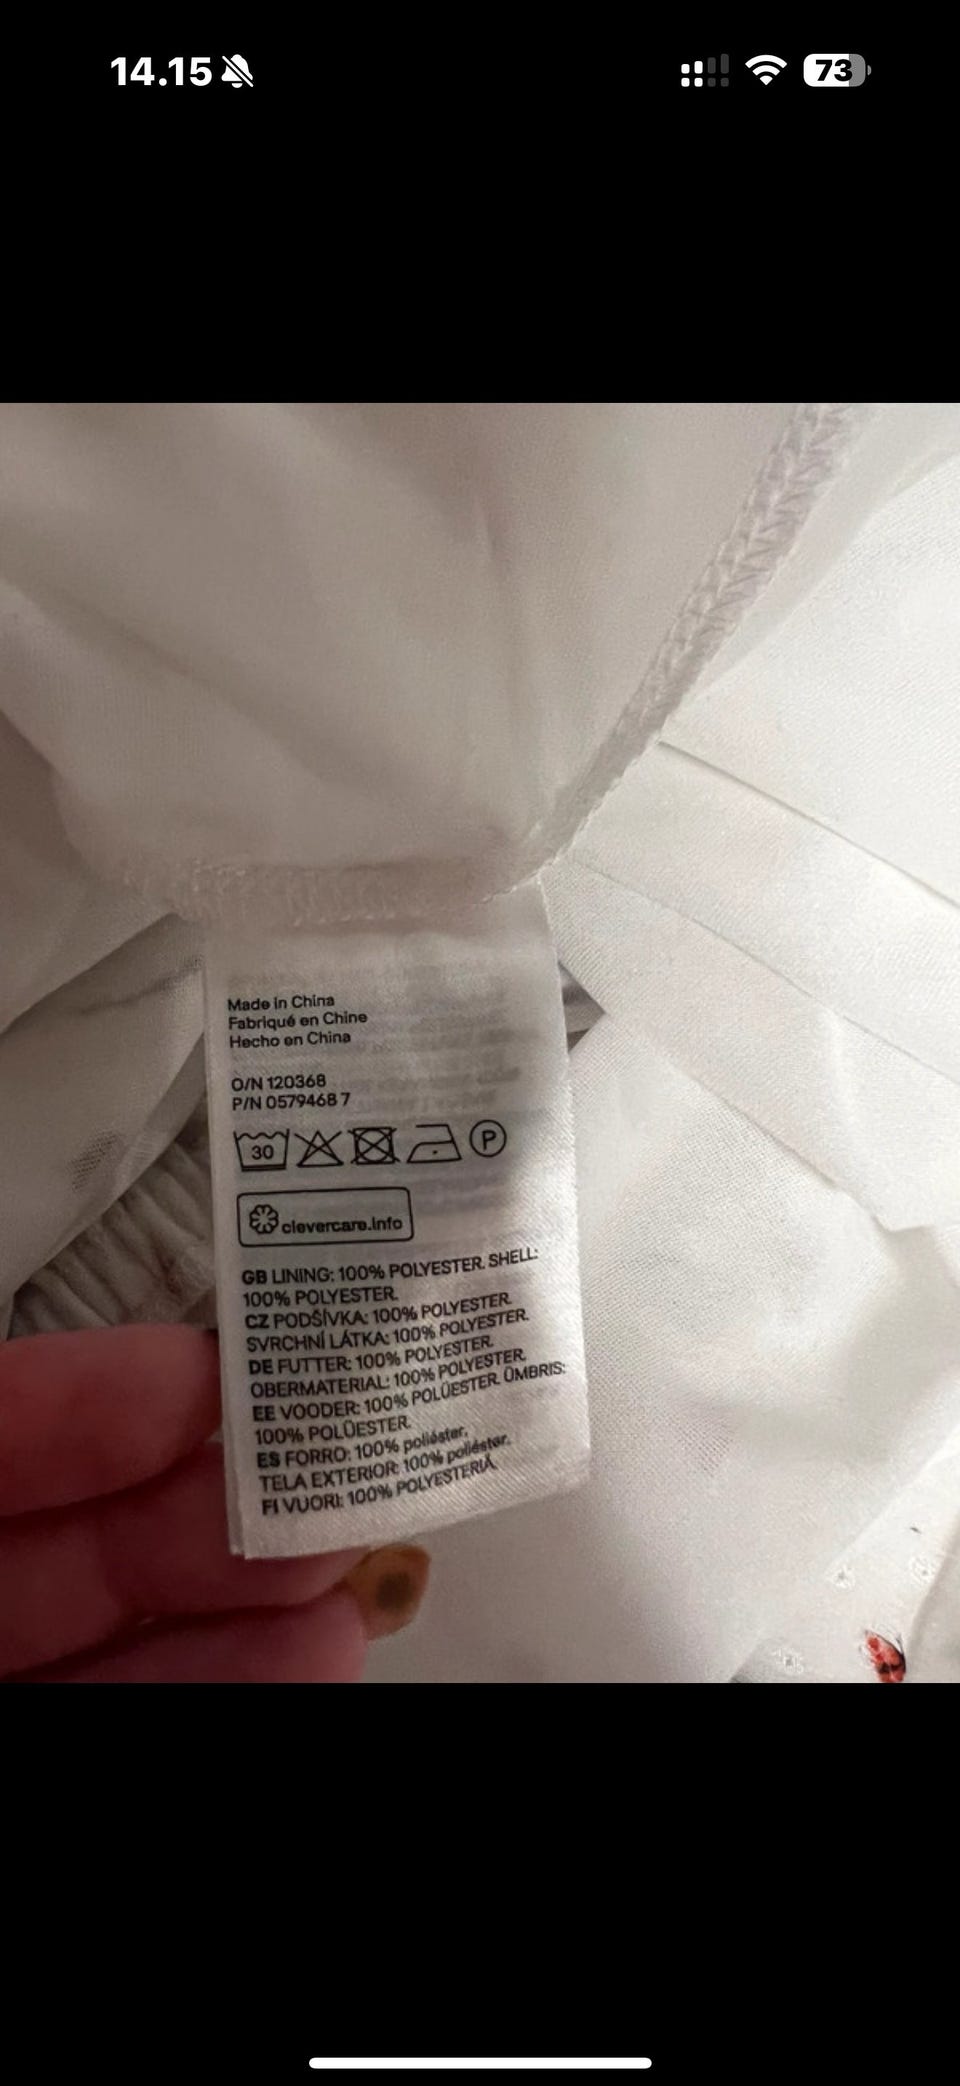 14.15
73
Made in China
Fabriqué en Chine
Hecho en China
O/N 120368
P/N 0579468 7
30
P
clevercare.info
GB LINING: 100% POLYESTER. SHELL:
100% POLYESTER.
CZ PODŠÍVKA: 100% POLYESTER.
SVRCHNÍ LÁTKA: 100% POLYESTER.
DE FUTTER: 100% POLYESTER.
OBERMATERIAL: 100% POLYESTER.
EE VOODER: 100% POLÜESTER. ÜMBRIS:
100% POLÜESTER.
ES FORRO: 100% poliéster.
TELA EXTERIOR: 100% poliéster.
FI VUORI: 100% POLYESTERIÄ.